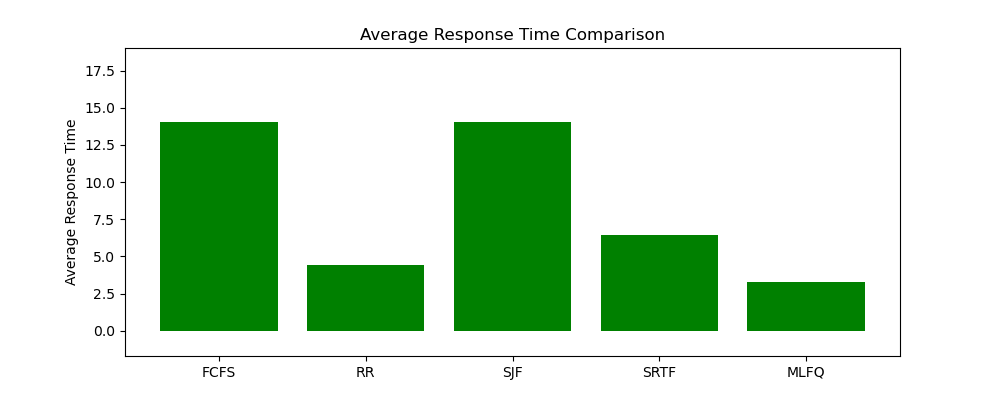 Average Response Time Comparison
Average Response Time
17.5
15.0
12.5
10.0
7.5
5.0
2.5
0.0
FCFS RR SJF SRTF MLFQ